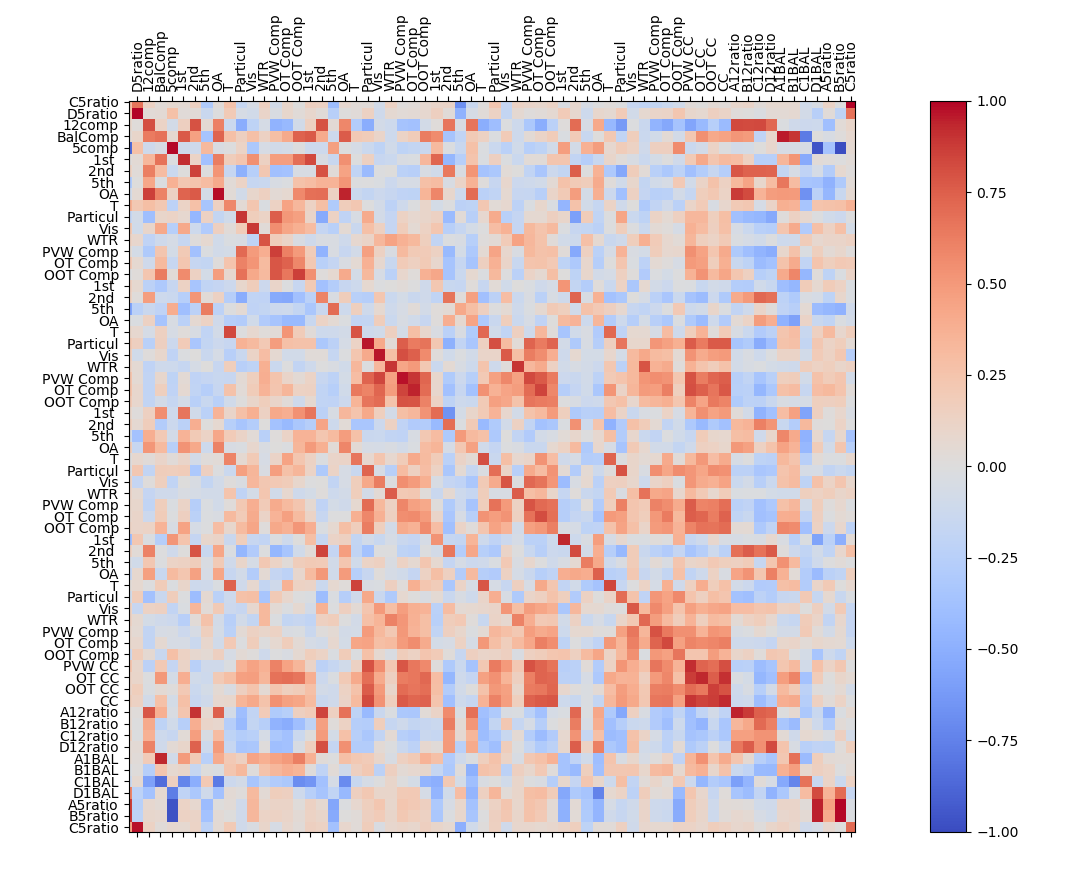 D5ratio
12comp
BalComp
5comp
1st
2nd
5th
OA
T
Particul
Vis
WTR
PVW Comp
OT Comp
OOT Comp
1st
2nd
5th
OA
T
Particul
Vis
WTR
PVW Comp
OT Comp
OOT Comp
1st
2nd
5th
OA
T
Particul
Vis
WTR
PVW Comp
OT Comp
OOT Comp
1st
2nd
5th
OA
T
Particul
Vis
WTR
PVW Comp
OT Comp
OOT Comp
PVW CC
OT CC
OOT CC
CC
A12ratio
B12ratio
C12ratio
D12ratio
A1BAL
B1BAL
C1BAL
D1BAL
A5ratio
B5ratio
C5ratio
C5ratio
D5ratio
12comp
BalComp
5comp
1st
2nd
5th
OA
T
Particul
Vis
WTR
PVW Comp
OT Comp
OOT Comp
1st
2nd
5th
OA
T
Particul
Vis
WTR
PVW Comp
OT Comp
OOT Comp
1st
2nd
5th
OA
T
Particul
Vis
WTR
PVW Comp
OT Comp
OOT Comp
1st
2nd
5th
OA
T
Particul
Vis
WTR
PVW Comp
OT Comp
OOT Comp
PVW CC
OT CC
OOT CC
CC
A12ratio
B12ratio
C12ratio
D12ratio
A1BAL
B1BAL
C1BAL
D1BAL
A5ratio
B5ratio
C5ratio
1.00
0.75
0.50
0.25
0.00
−0.25
−0.50
−0.75
−1.00